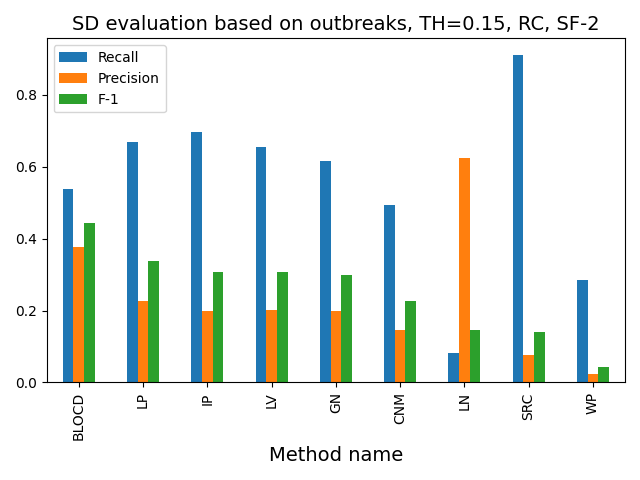 SD evaluation based on outbreaks, TH=0.15, RC, SF-2
Recall
Precision
F-1
0.8
0.6
0.4
0.2
0.0
BLOCD
LP
IP
LV
GN
CNM
LN
SRC
WP
Method name